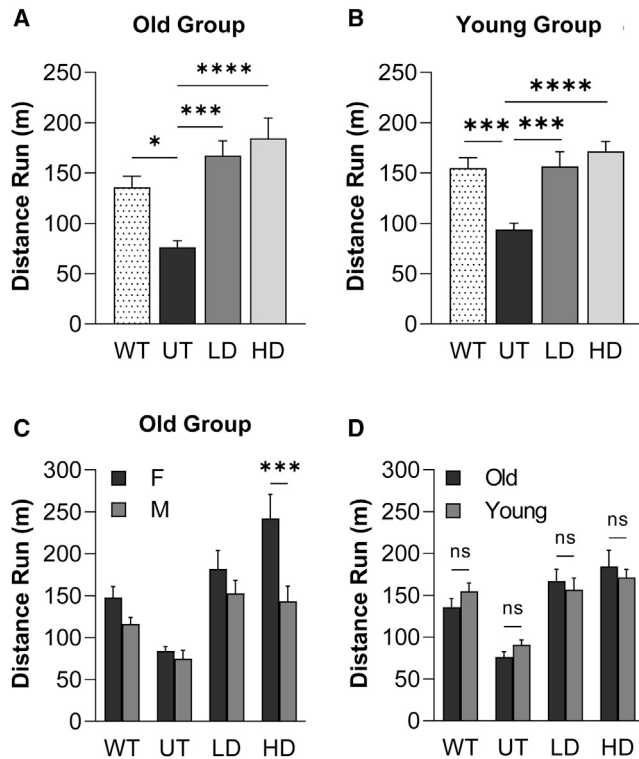 A
Old Group
Distance Run (m)
250
200
150
100
50
0
*
***
****
WT UT LD HD
B
Young Group
Distance Run (m)
250
200
150
100
50
0
***
***
****
WT UT LD HD
C
Old Group
Distance Run (m)
300
250
200
150
100
50
0
F
M
***
WT UT LD HD
D
Distance Run (m)
300
250
200
150
100
50
0
Old
Young
ns
ns
ns
ns
WT UT LD HD